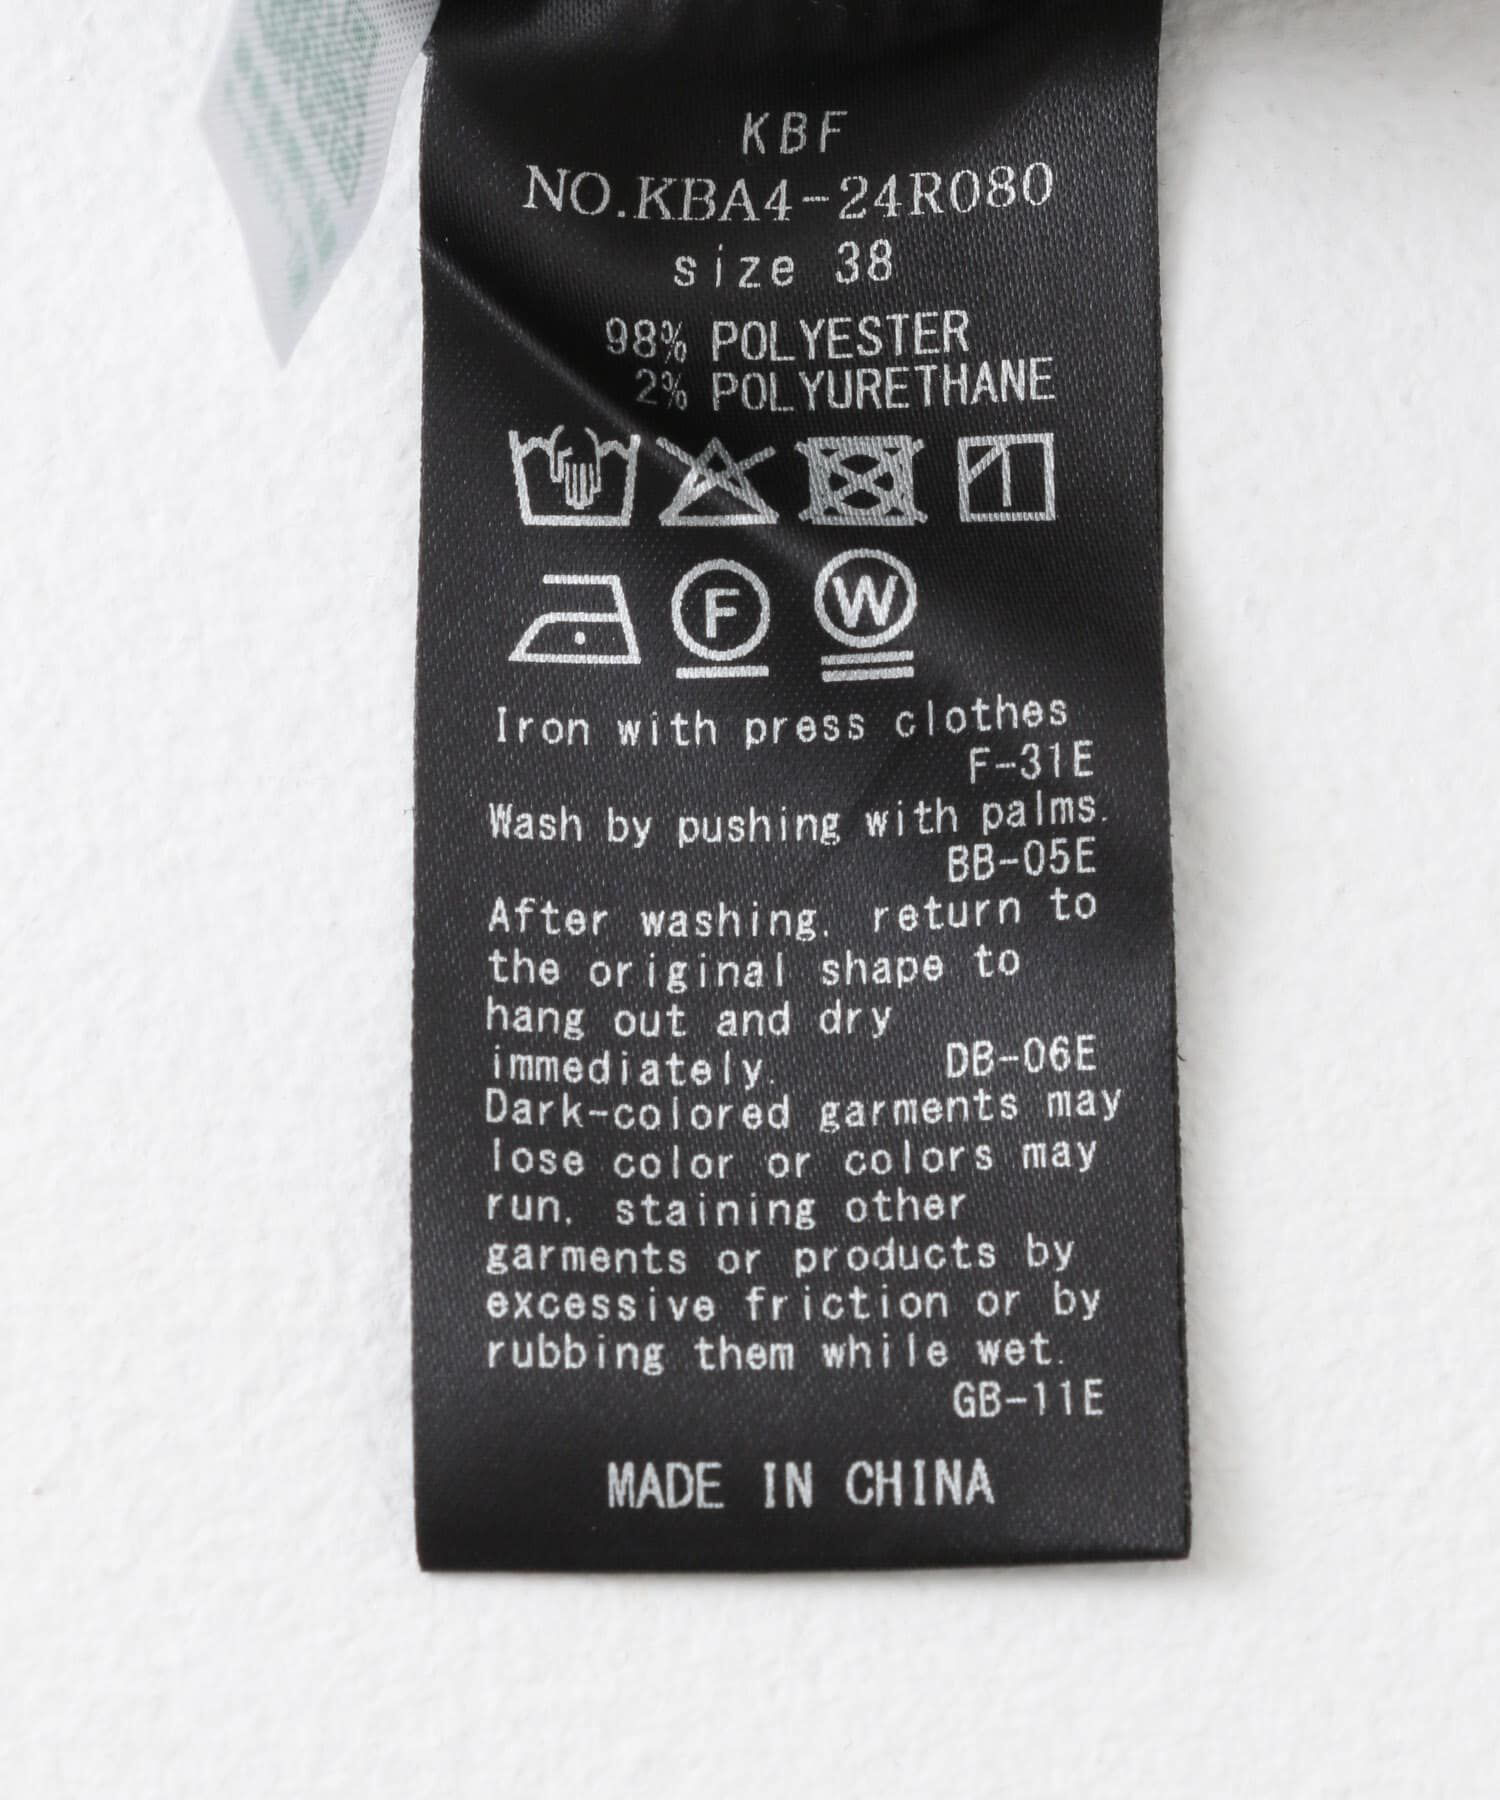 KBF
NO.KBA4-24R080
size 38
98% POLYESTER
2% POLYURETHANE
F W
Iron with press clothes
F-31E
Wash by pushing with palms.
BB-05E
After washing, return to
the original shape to
hang out and dry
immediately. DB-06E
Dark-colored garments may
lose color or colors may
run, staining other
garments or products by
excessive friction or by
rubbing them while wet.
GB-11E
MADE IN CHINA